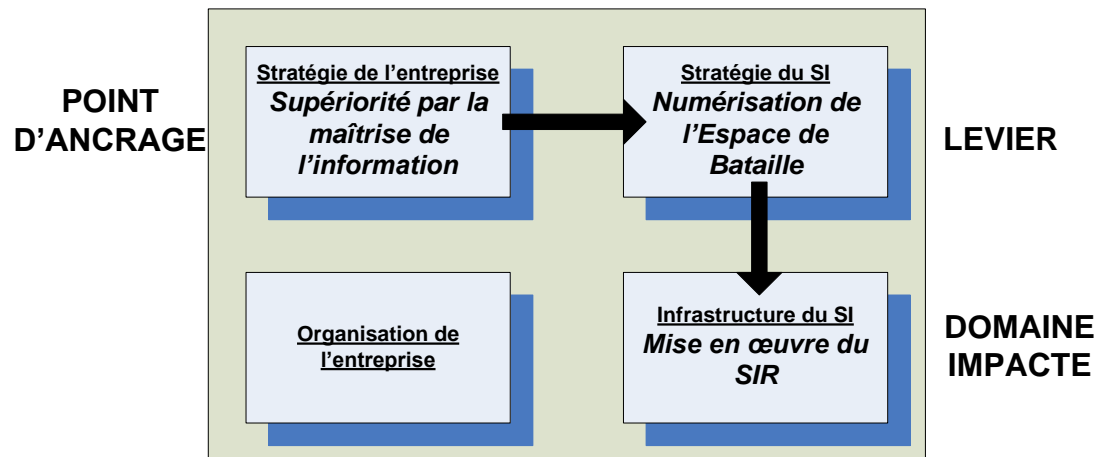 POINT
D’ANCRAGE
Stratégie de l’entreprise
Supériorité par la
maîtrise de
l’information
Stratégie du SI
Numérisation de
l’Espace de
Bataille
LEVIER
Organisation de
l’entreprise
Infrastructure du SI
Mise en œuvre du
SIR
DOMAINE
IMPACTE